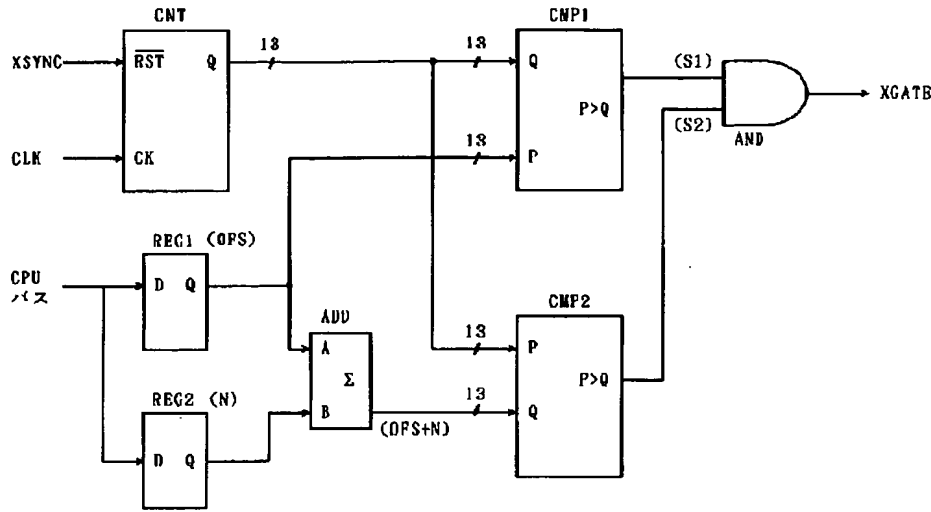 CNT
CMP1
XSYNC
RST Q
13
13
Q
(S1)
XGATB
P>Q
(S2)
AND
CLK
CK
13
P
REG1 (OFS)
CPU
バス
D Q
ADD
CMP2
A
13
P
Σ
P>Q
REG2 (N)
B
13
Q
(OFS+N)
D Q